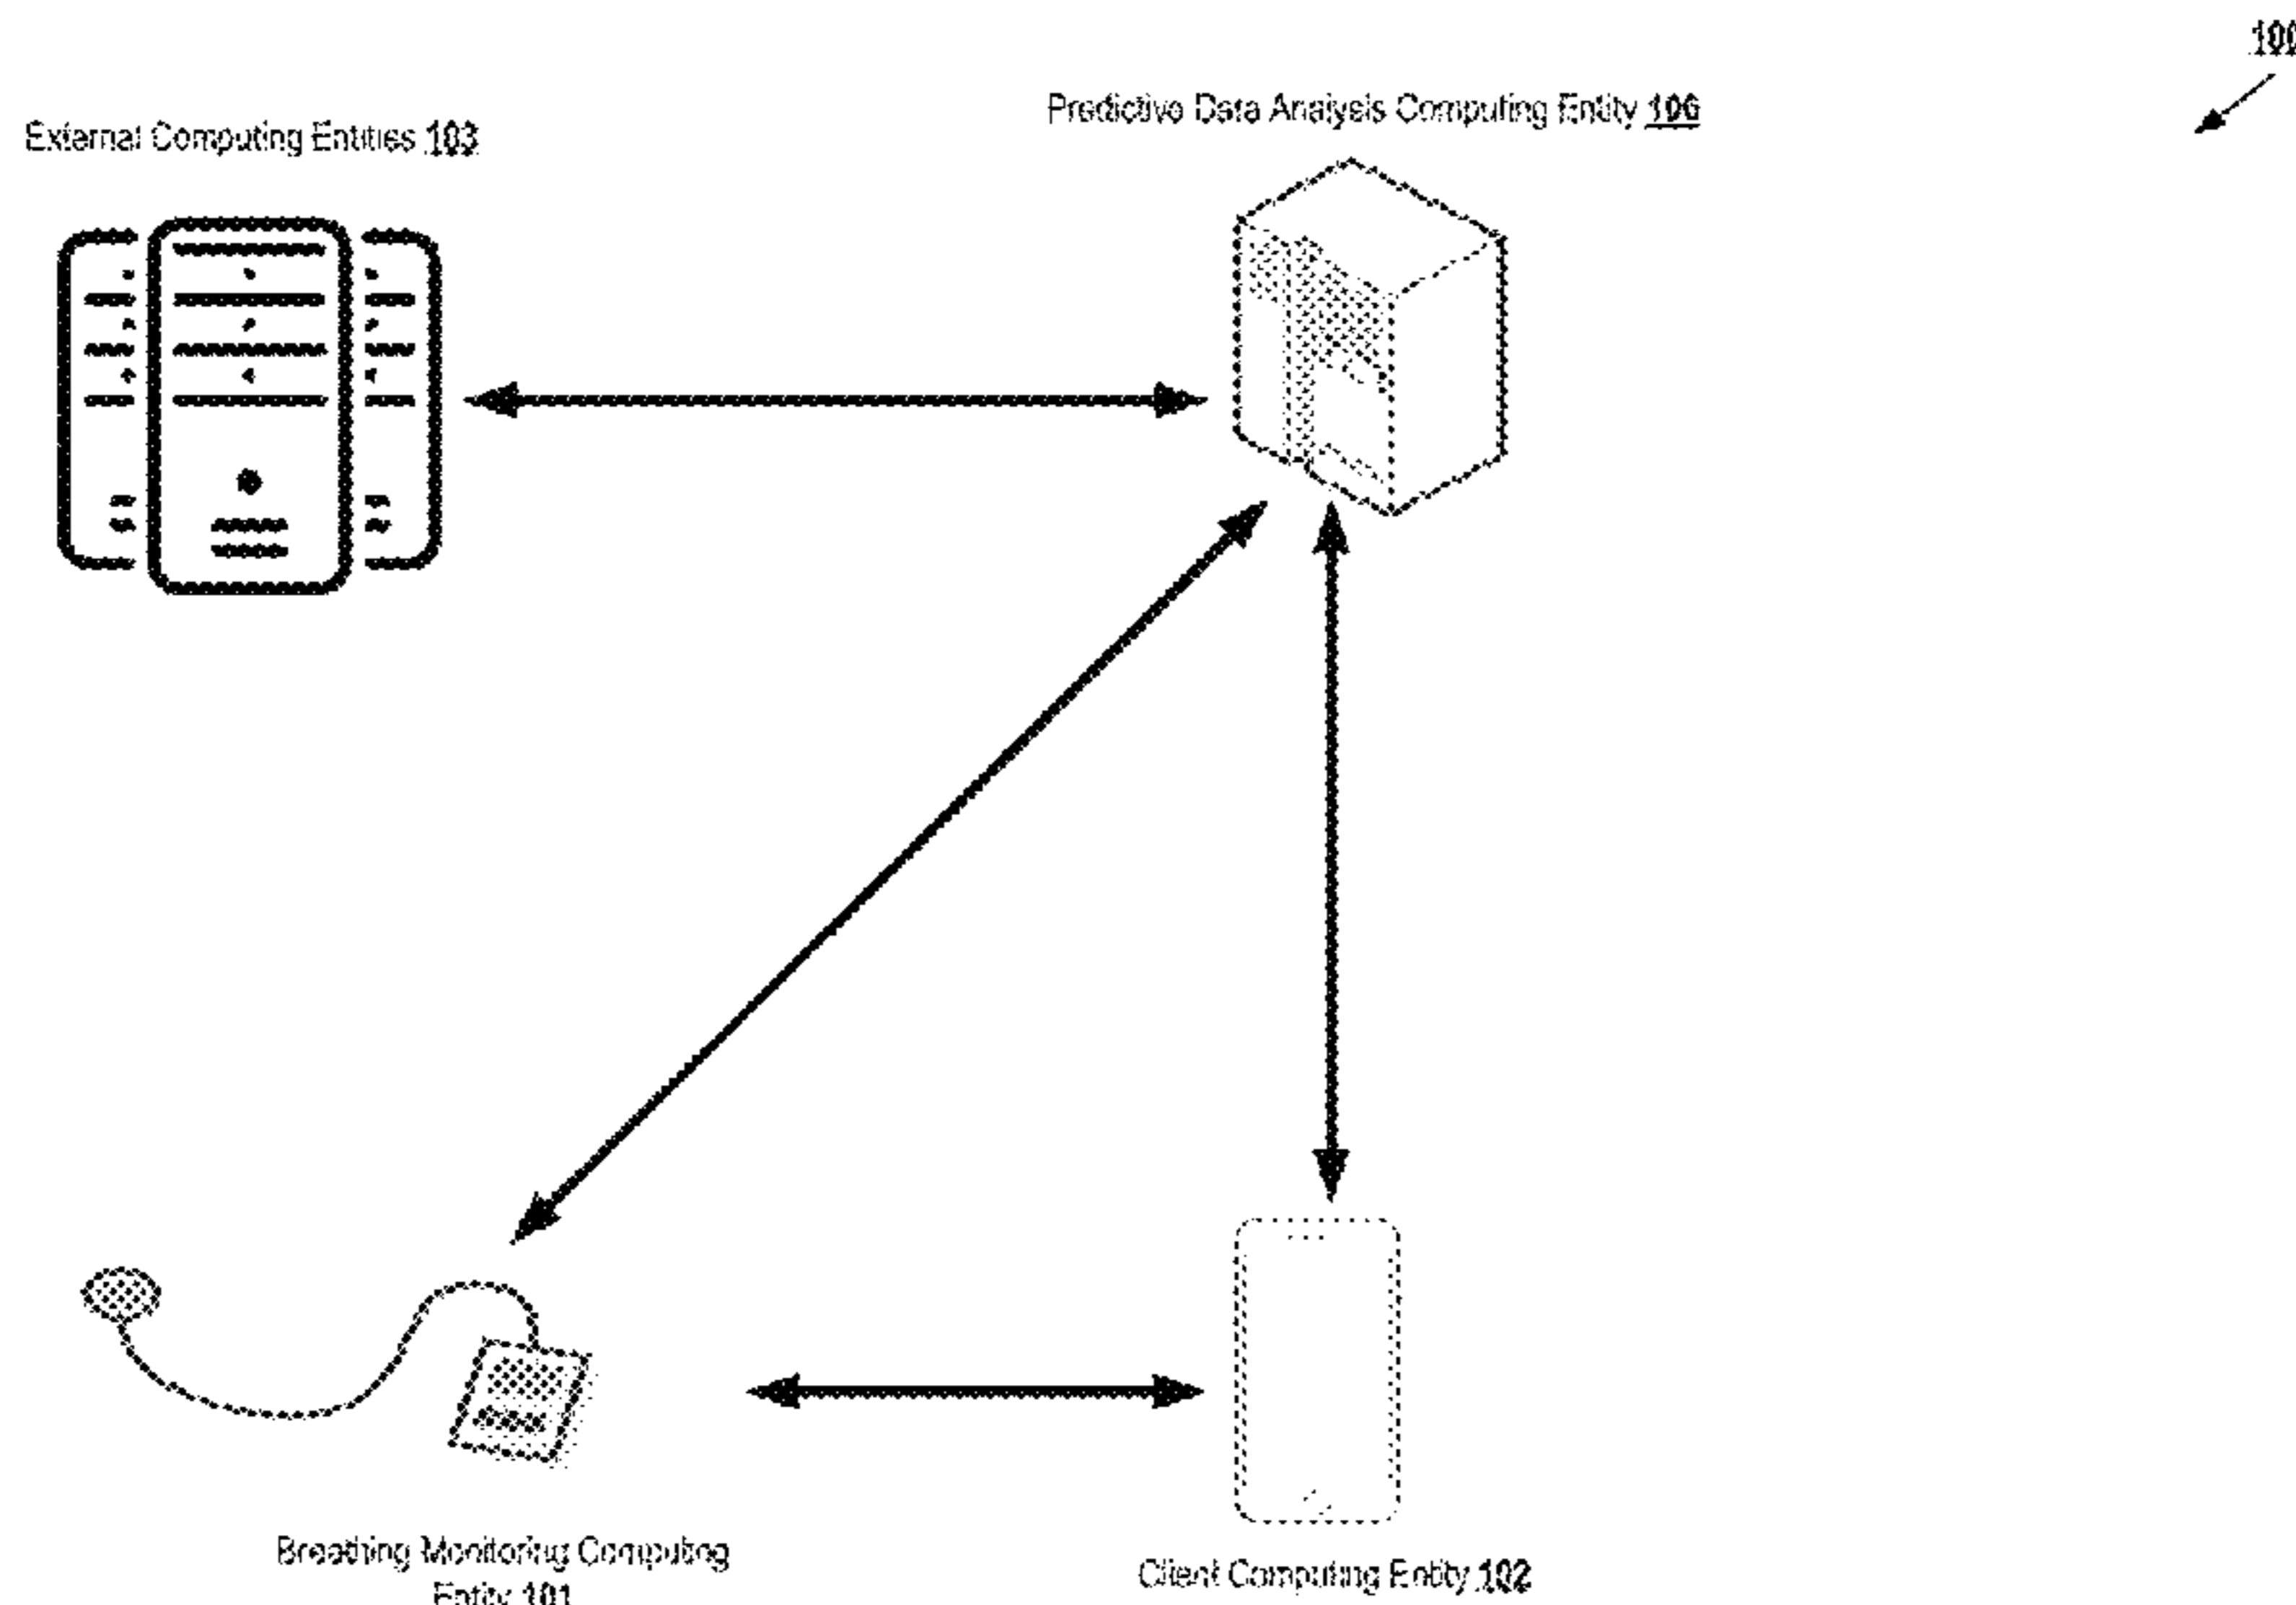 100
Predictive Data Analysis Computing Entity 106
External Computing Entities 103
Breathing Monitoring Computing
Entity 101
Client Computing Entity 102